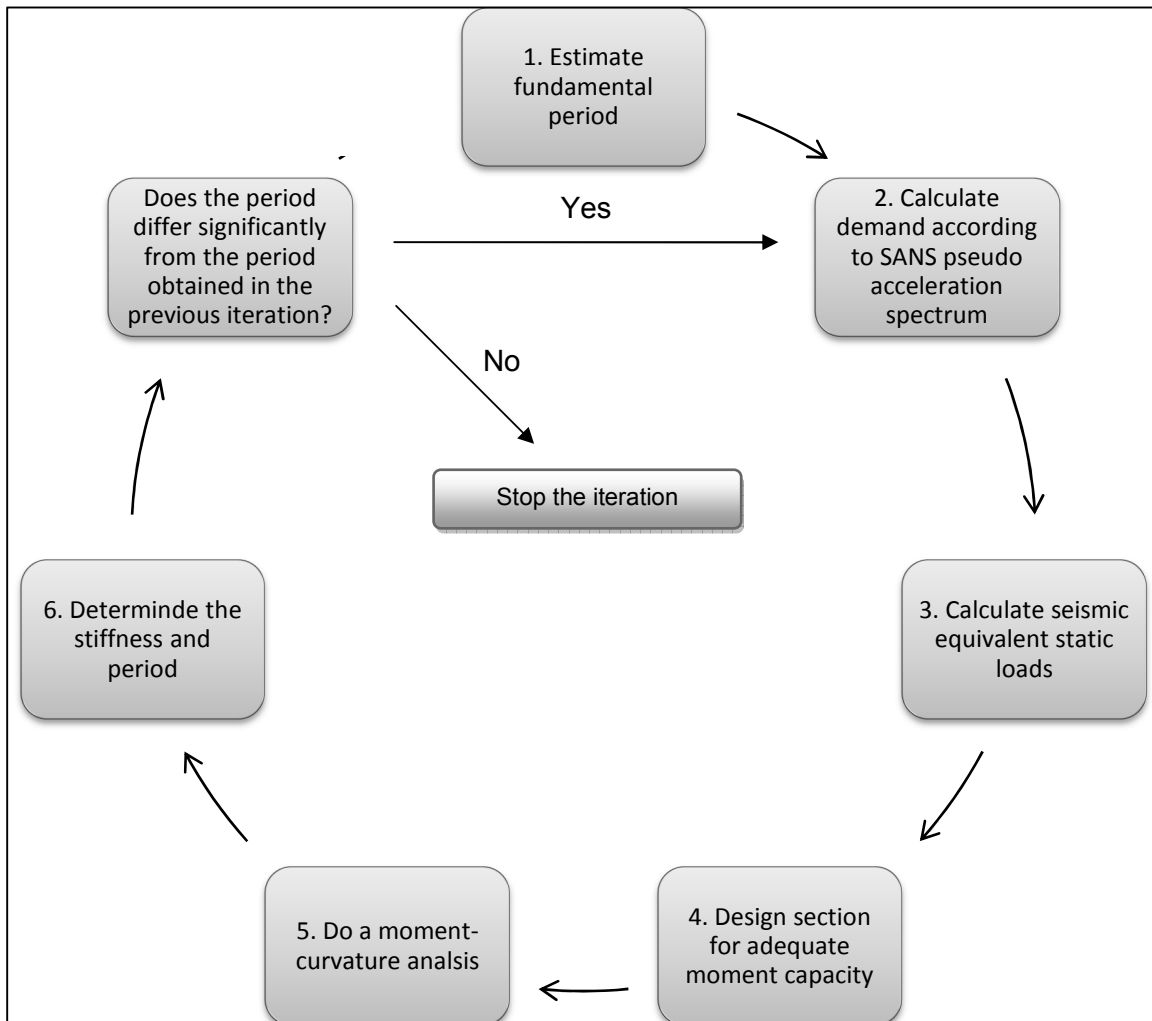 1. Estimate
fundamental
period
Does the period
differ significantly
from the period
obtained in the
previous iteration?
Yes
2. Calculate
demand according
to SANS pseudo
acceleration
spectrum
No
Stop the iteration
6. Determinde the
stiffness and
period
3. Calculate seismic
equivalent static
loads
5. Do a moment-
curvature analsis
4. Design section
for adequate
moment capacity